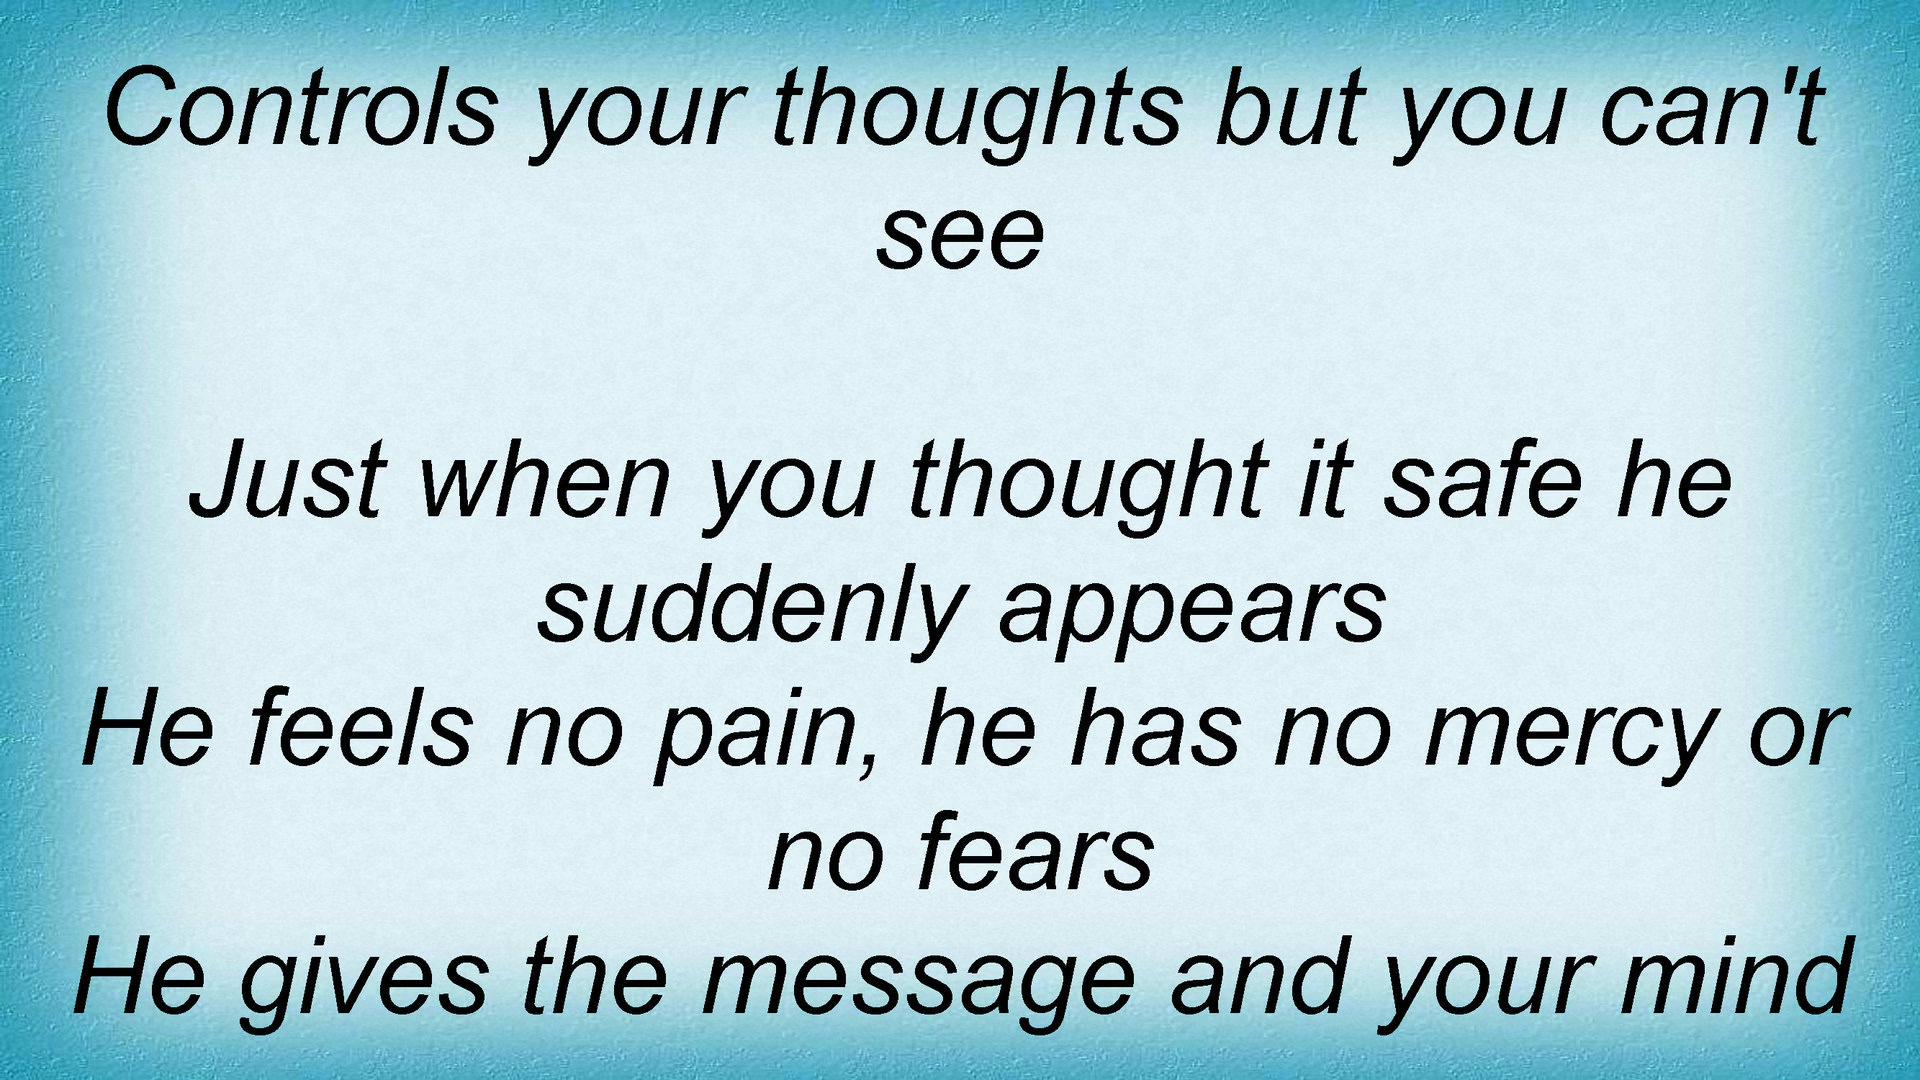 Controls your thoughts but you can't
see
Just when you thought it safe he
suddenly appears
He feels no pain, he has no mercy or
no fears
He gives the message and your mind